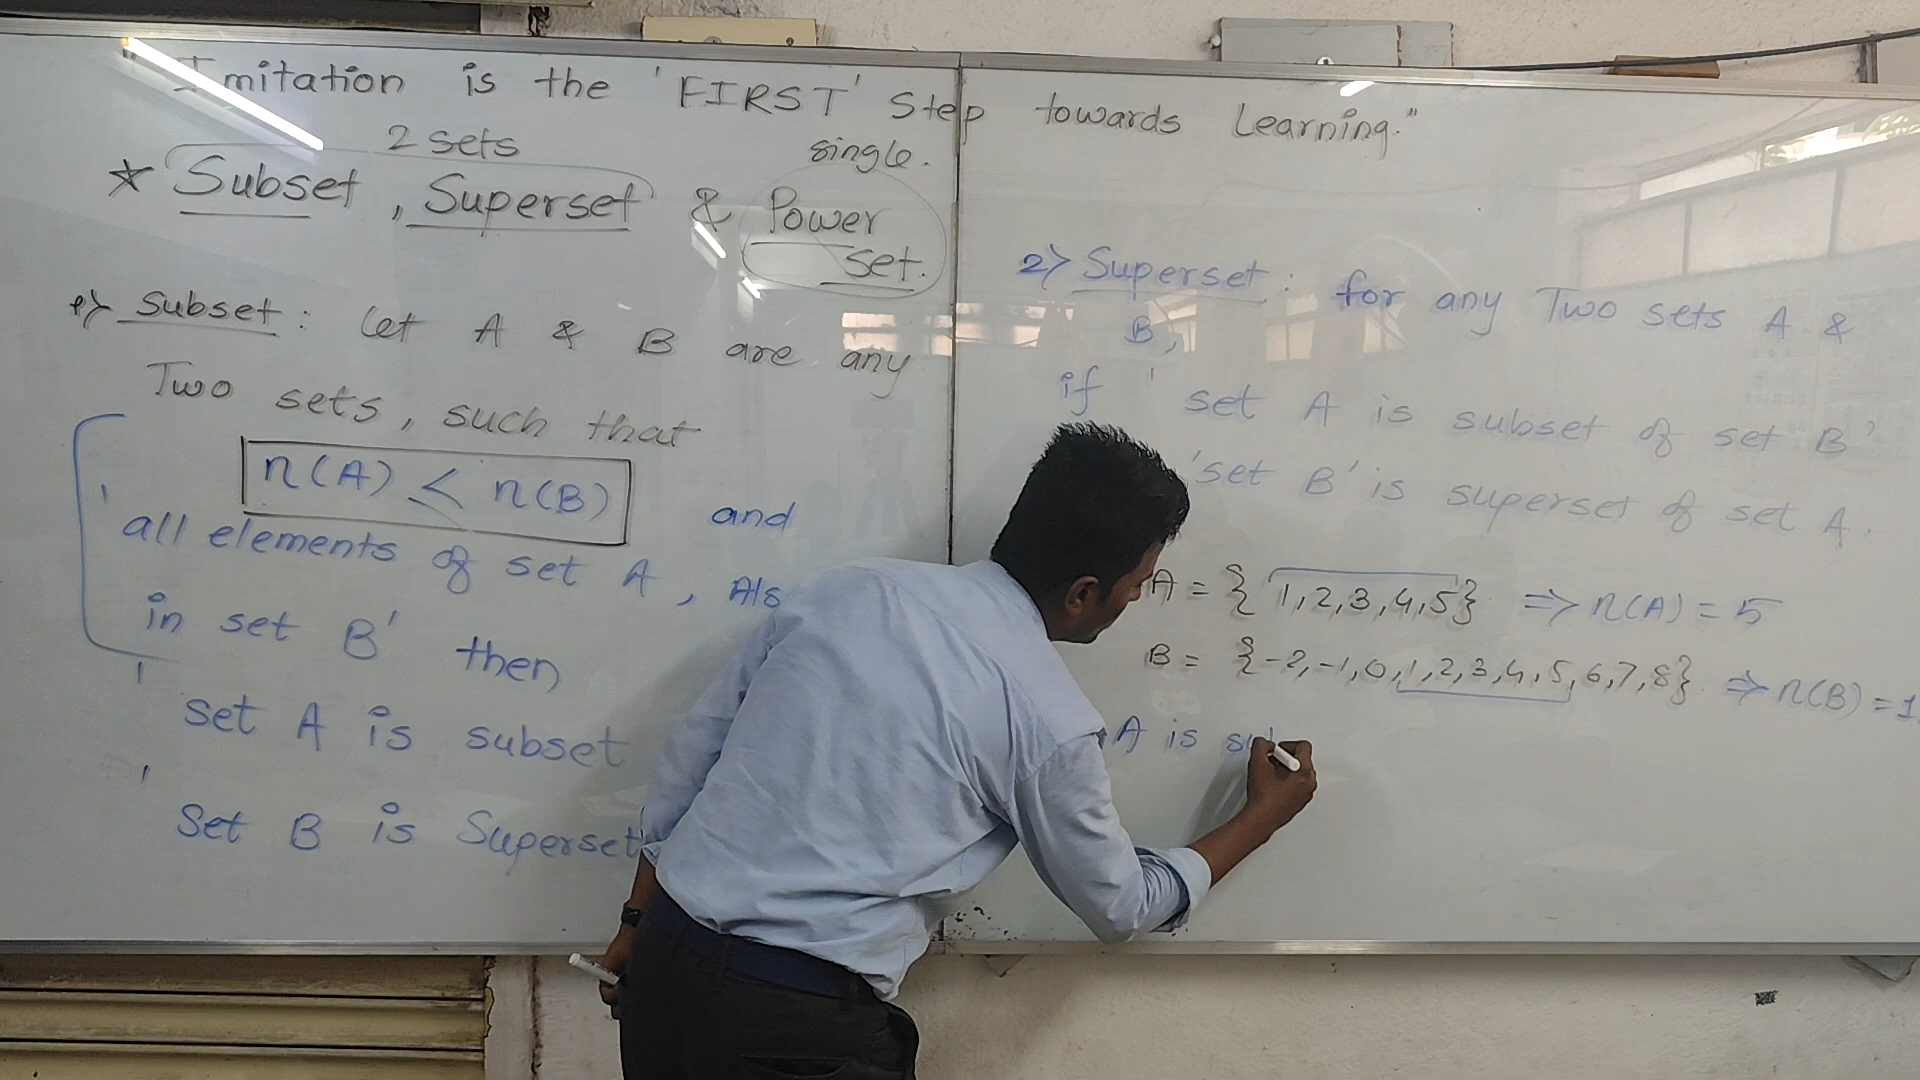 "Imitation is the 'FIRST' Step towards Learning."
2 sets single.
* Subset, Superset & Power
set.
1) Subset: Let A & B are any
Two sets, such that
n(A) < n(B) and
'all elements of set A, Als
in set B' then
'set A is subset
'Set B is Superset
2) Superset: for any Two sets A &
B,
if 'set A is subset of set B'
'set B' is superset of set A.
A = {1,2,3,4,5} => n(A) = 5
B = {-2,-1,0,1,2,3,4,5,6,7,8} => n(B) = 1
A is su